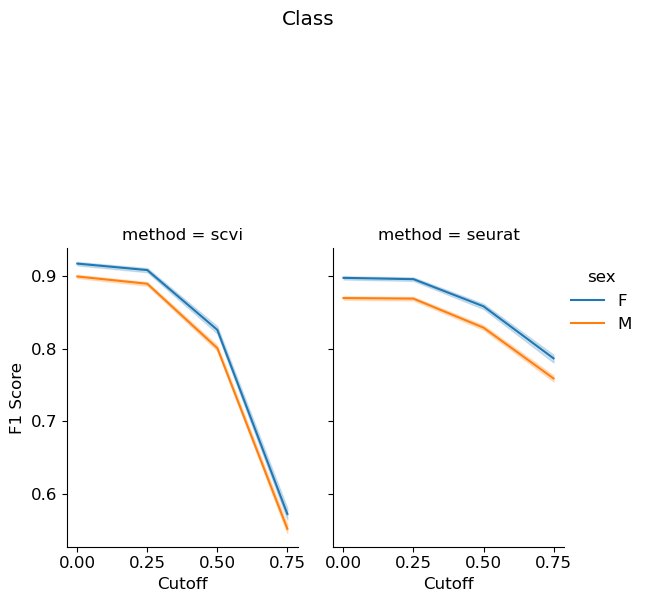 Class
method = scvi
method = seurat
F1 Score
0.9
0.8
0.7
0.6
0.00 0.25 0.50 0.75
Cutoff
0.00 0.25 0.50 0.75
Cutoff
sex
F
M